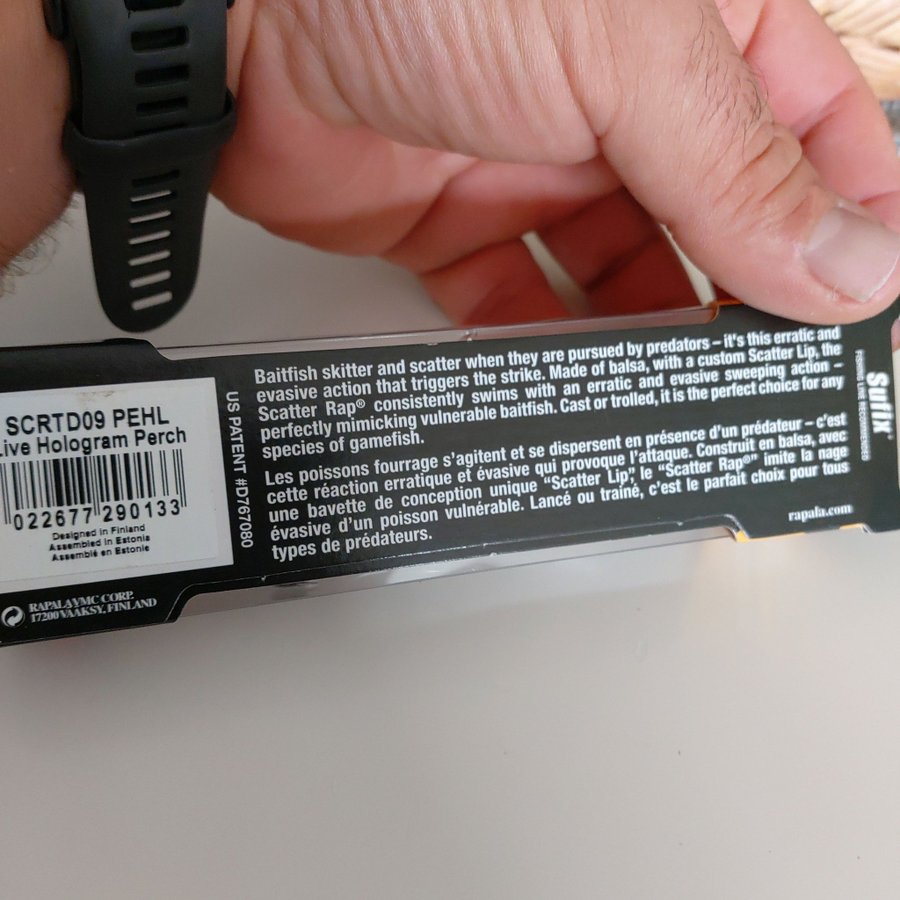 SCRTD09 PEHL
Live Hologram Perch
022677 290133
Designed in Finland
Assembled in Estonia
Assemblé en Estonie
RAPALA VMC CORP.
17200 VÄÄKSY, FINLAND
US PATENT #D767080
Baitfish skitter and scatter when they are pursued by predators – it's this erratic and
evasive action that triggers the strike. Made of balsa, with a custom Scatter Lip, the
Scatter Rap® consistently swims with an erratic and evasive sweeping action –
perfectly mimicking vulnerable baitfish. Cast or trolled, it is the perfect choice for any
species of gamefish.
Les poissons fourrage s'agitent et se dispersent en présence d'un prédateur – c'est
cette réaction erratique et évasive qui provoque l'attaque. Construit en balsa, avec
une bavette de conception unique “Scatter Lip”, le “Scatter Rap®” imite la nage
évasive d'un poisson vulnérable. Lancé ou traîné, c'est le parfait choix pour tous
types de prédateurs.
rapala.com
Sufix
FISHING LINE RECOMMENDED